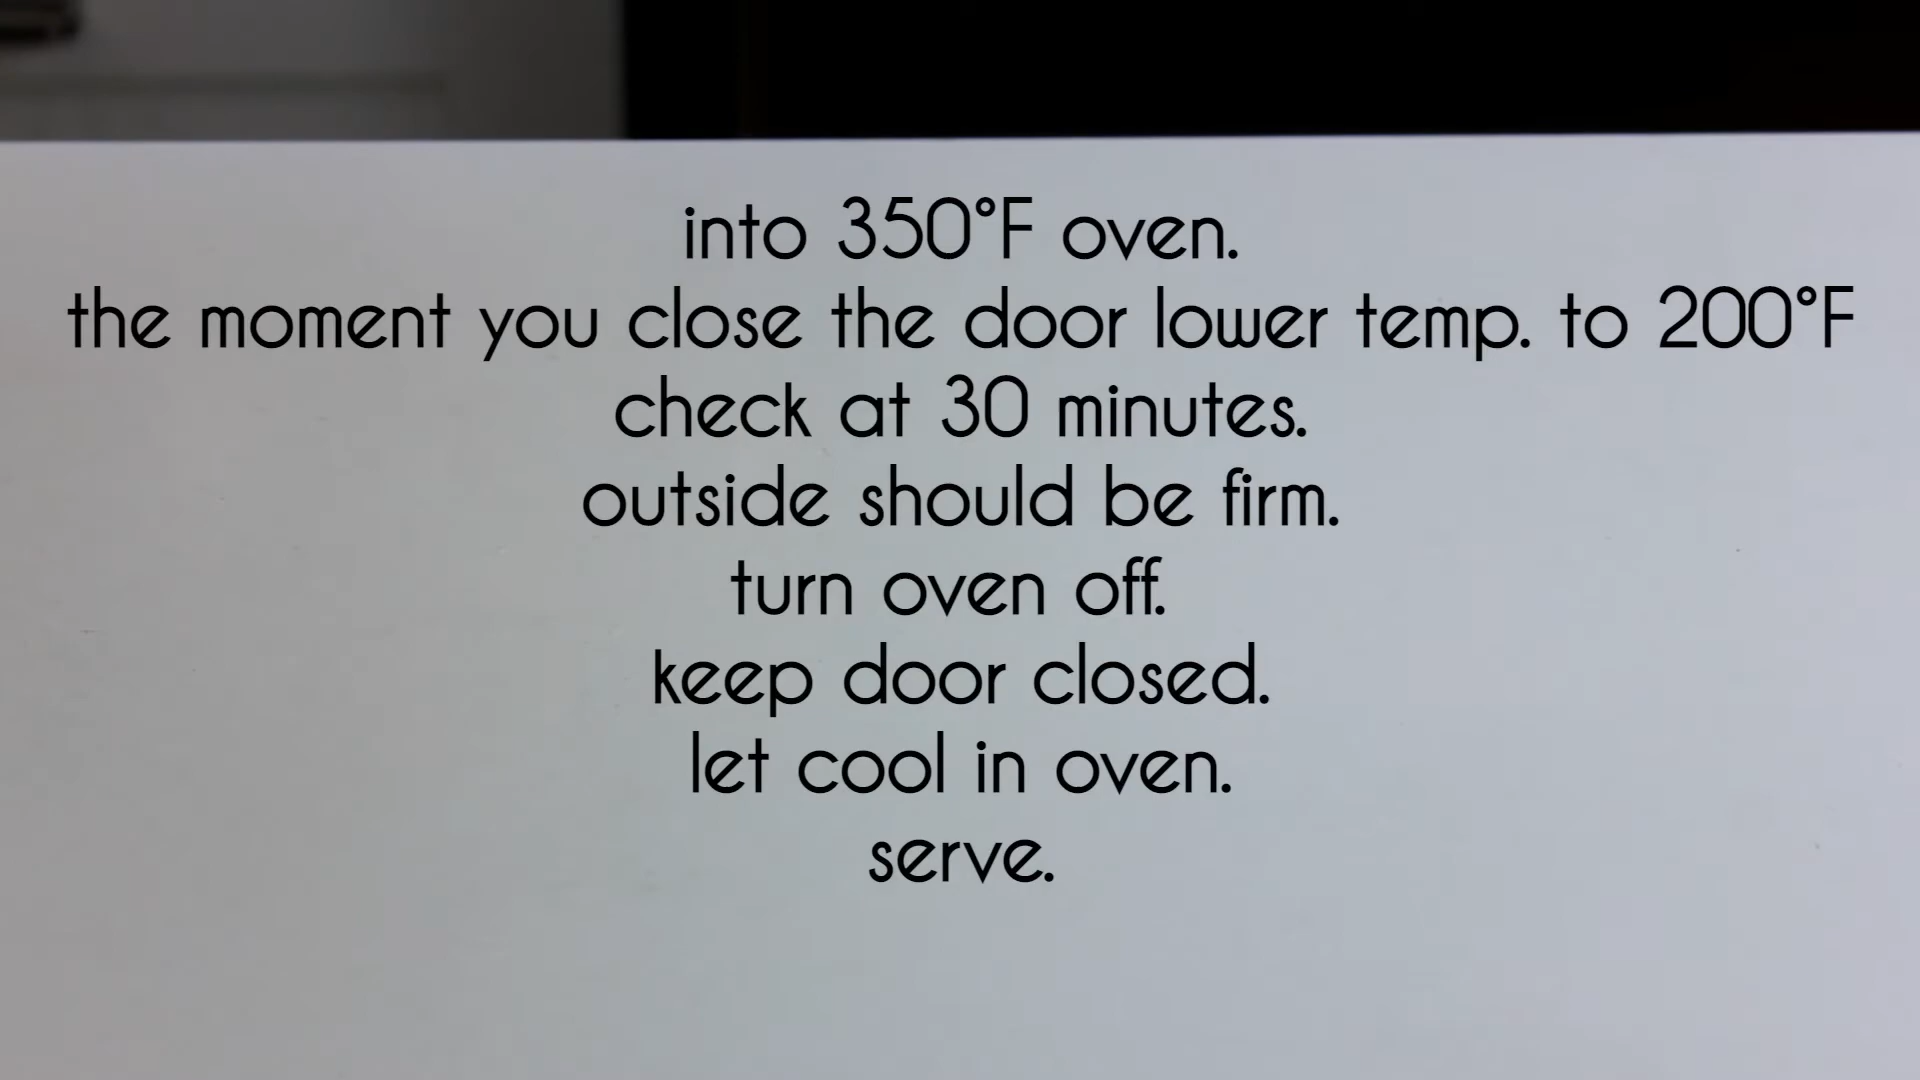 into 350°F oven.
the moment you close the door lower temp. to 200°F
check at 30 minutes.
outside should be firm.
turn oven off.
keep door closed.
let cool in oven.
serve.